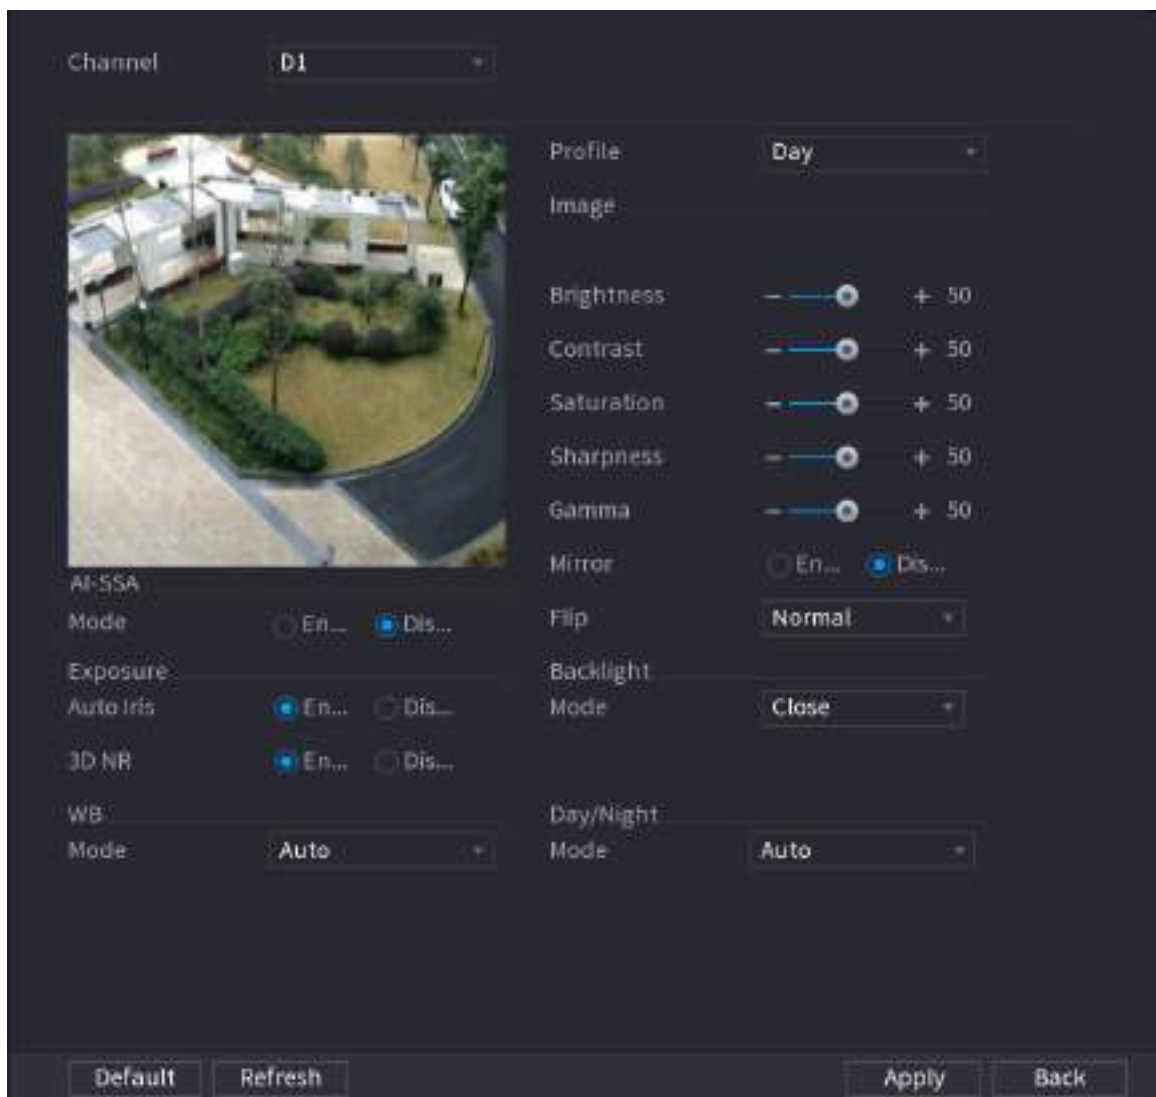 Channel D1
Profile Day
Image
Brightness - + 50
Contrast - + 50
Saturation - + 50
Sharpness - + 50
Gamma - + 50
Mirror En... Dis...
Flip Normal
AI-SSA
Mode En... Dis...
Exposure
Auto Iris En... Dis...
3D NR En... Dis...
Backlight
Mode Close
WB
Mode Auto
Day/Night
Mode Auto
Default Refresh Apply Back